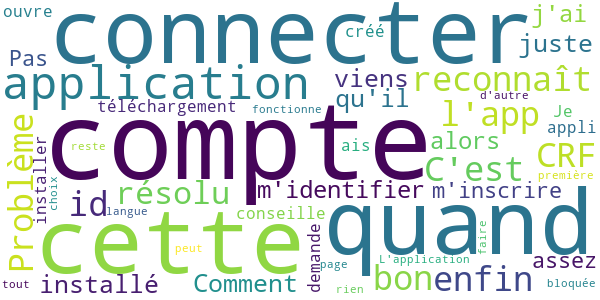 ouvre
connecter
créé
j'ai
Pas
juste
application
viens
reconnaît
téléchargement
qu'il
d'autre
fonctionne
l'app
Je
appli
Problème
installer
reste
compte
ais
alors
CRF
C'est
première
choix
id
résolu
m'identifier
m'inscrire
langue
conseille
quand
cette
peut
demande
faire
page
L'application
assez
tout
installé
Comment
rien
bon
enfin
bloquée